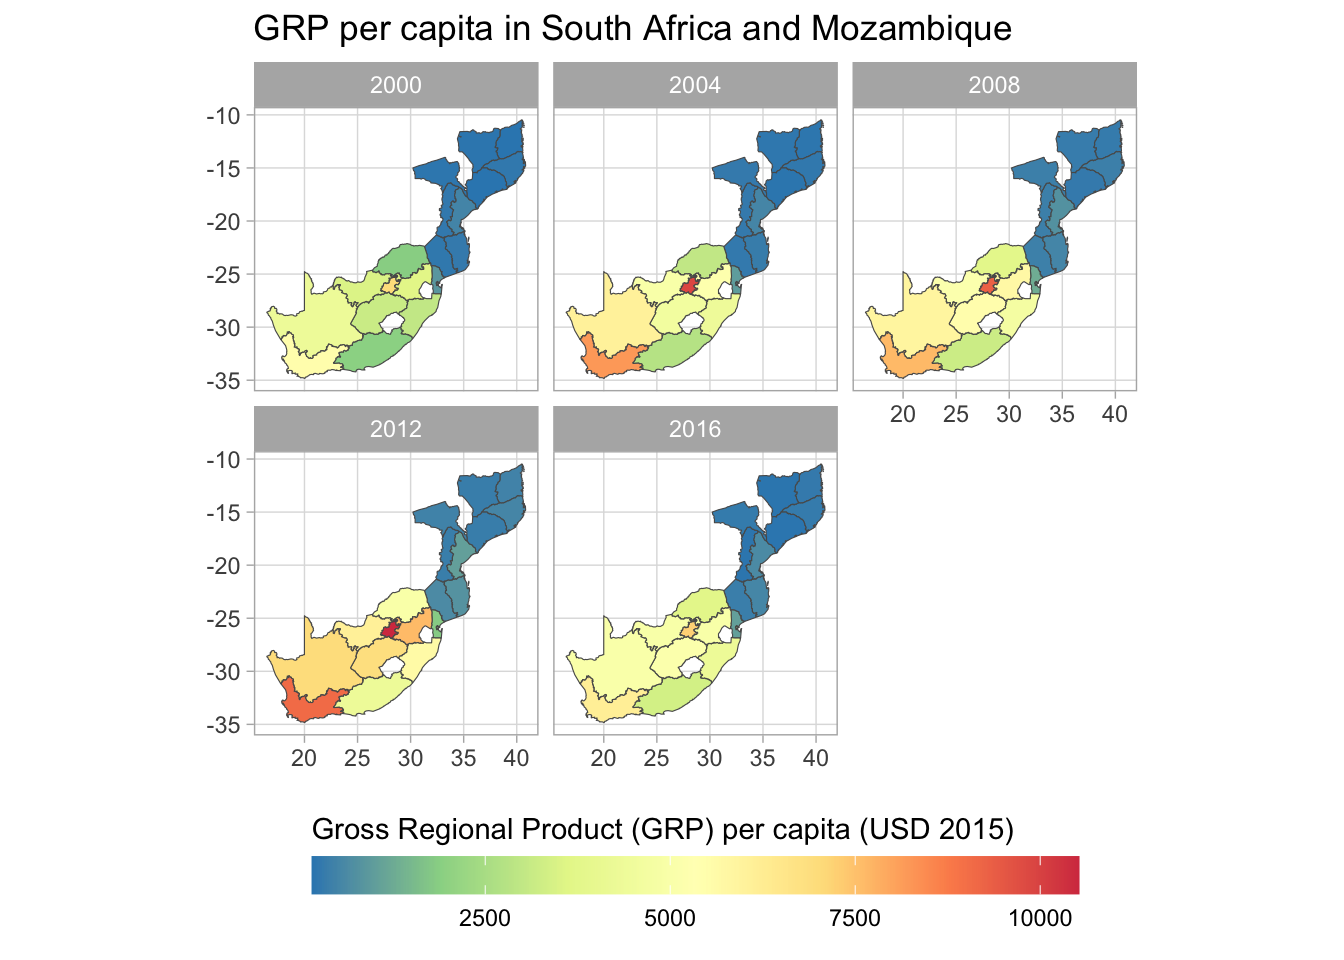 GRP per capita in South Africa and Mozambique
2000 2004 2008
-10
-15
-20
-25
-30
-35
20 25 30 35 40
2012 2016
-10
-15
-20
-25
-30
-35
20 25 30 35 40 20 25 30 35 40
Gross Regional Product (GRP) per capita (USD 2015)
2500 5000 7500 10000